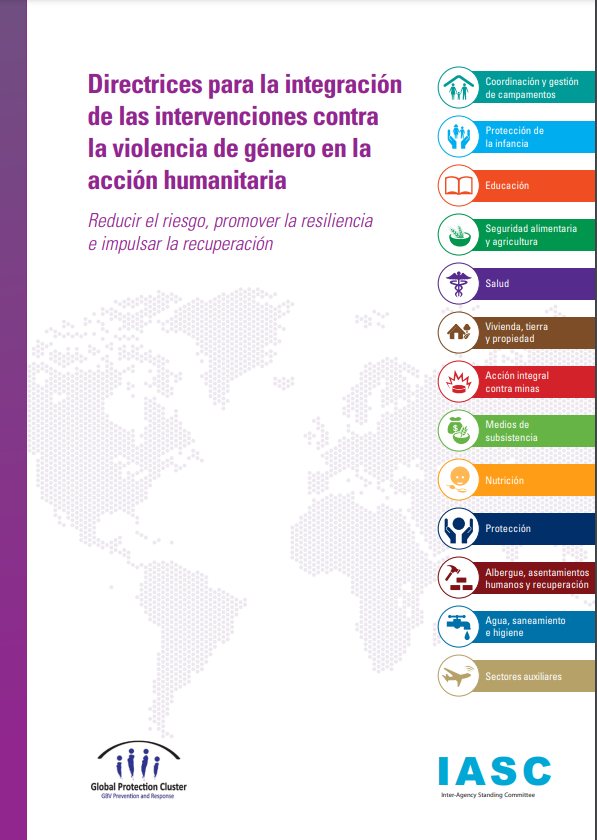 Directrices para la integración
de las intervenciones contra
la violencia de género en la
acción humanitaria
Reducir el riesgo, promover la resiliencia
e impulsar la recuperación
Coordinación y gestión
de campamentos
Protección de
la infancia
Educación
Seguridad alimentaria
y agricultura
Salud
Vivienda, tierra
y propiedad
Acción integral
contra minas
Medios de
subsistencia
$
Nutrición
Protección
Albergue, asentamientos
humanos y recuperación
Agua, saneamiento
e higiene
Sectores auxiliares
Global Protection Cluster
GBV Prevention and Response
IASC
Inter-Agency Standing Committee